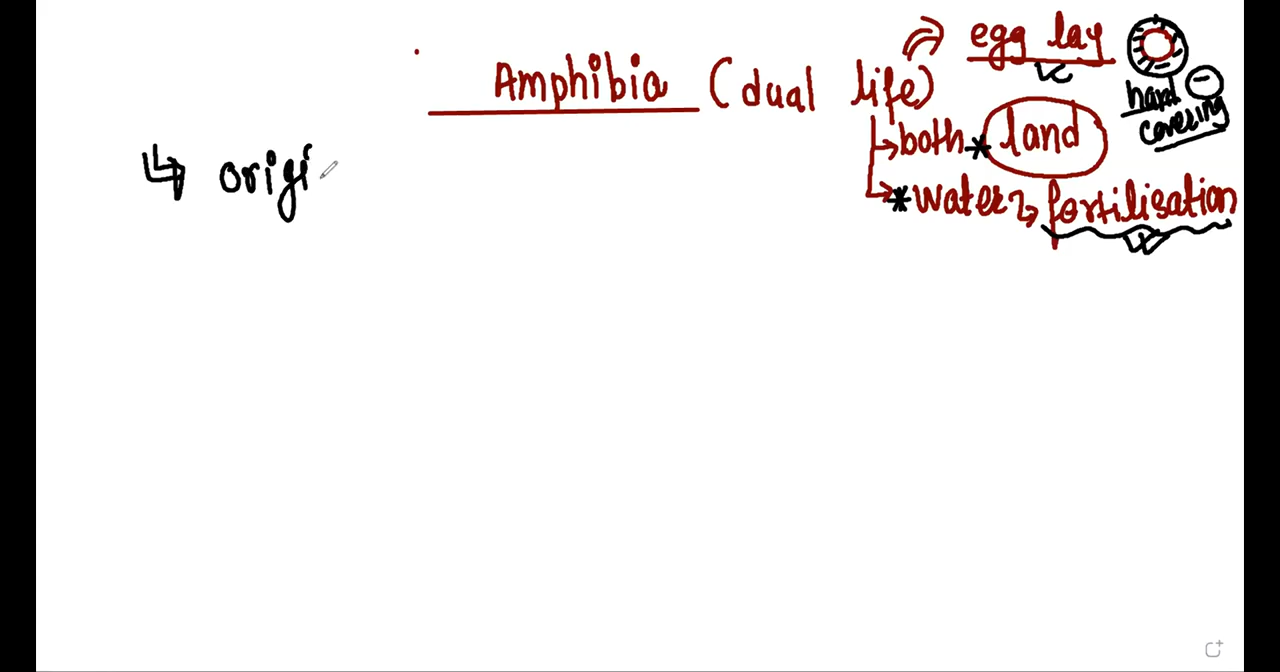 egg lay
Amphibia (dual life)
hard
covering
both * land
* water → fertilisation
origi